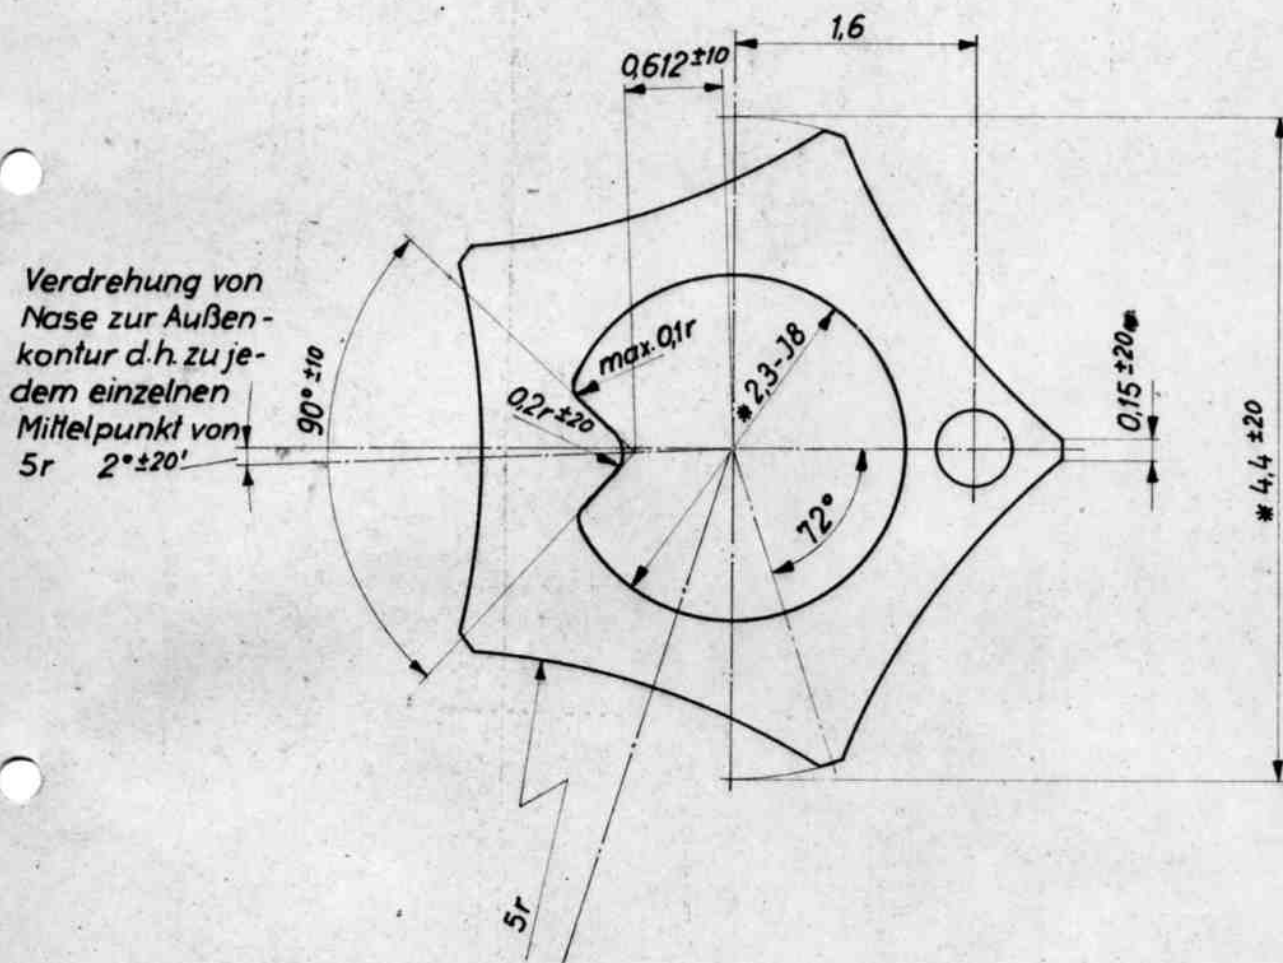 1,6
0,612 ±10
Verdrehung von
Nase zur Außen-
kontur d.h. zu je-
dem einzelnen
Mittelpunkt von
5r 2° ±20'
90° ±10
max. 0,1r
0,2r ±20
* 2,3-J8
72°
0,15 ±20
* 4,4 ±20
5r